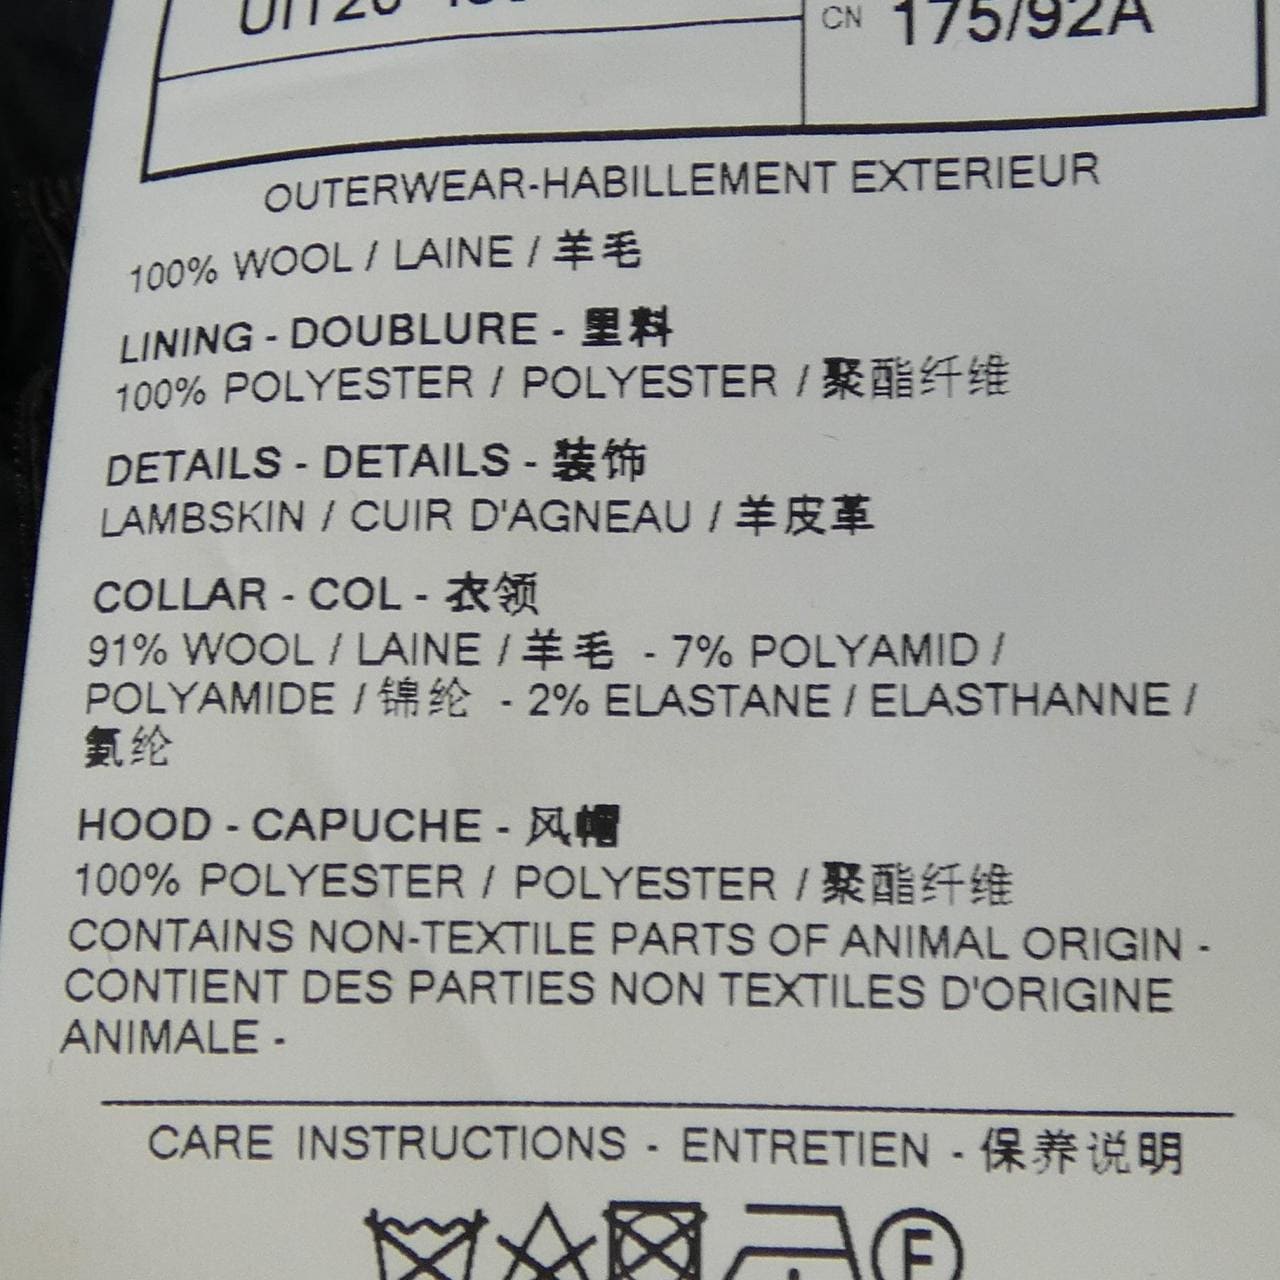 CN 175/92A
OUTERWEAR-HABILLEMENT EXTERIEUR
100% WOOL / LAINE / 羊毛
LINING - DOUBLURE - 里料
100% POLYESTER / POLYESTER / 聚酯纤维
DETAILS - DETAILS - 装饰
LAMBSKIN / CUIR D'AGNEAU / 羊皮革
COLLAR - COL - 衣领
91% WOOL / LAINE / 羊毛 - 7% POLYAMID /
POLYAMIDE / 锦纶 - 2% ELASTANE / ELASTHANNE /
氨纶
HOOD - CAPUCHE - 风帽
100% POLYESTER / POLYESTER / 聚酯纤维
CONTAINS NON-TEXTILE PARTS OF ANIMAL ORIGIN -
CONTIENT DES PARTIES NON TEXTILES D'ORIGINE
ANIMALE -
CARE INSTRUCTIONS - ENTRETIEN - 保养说明
F